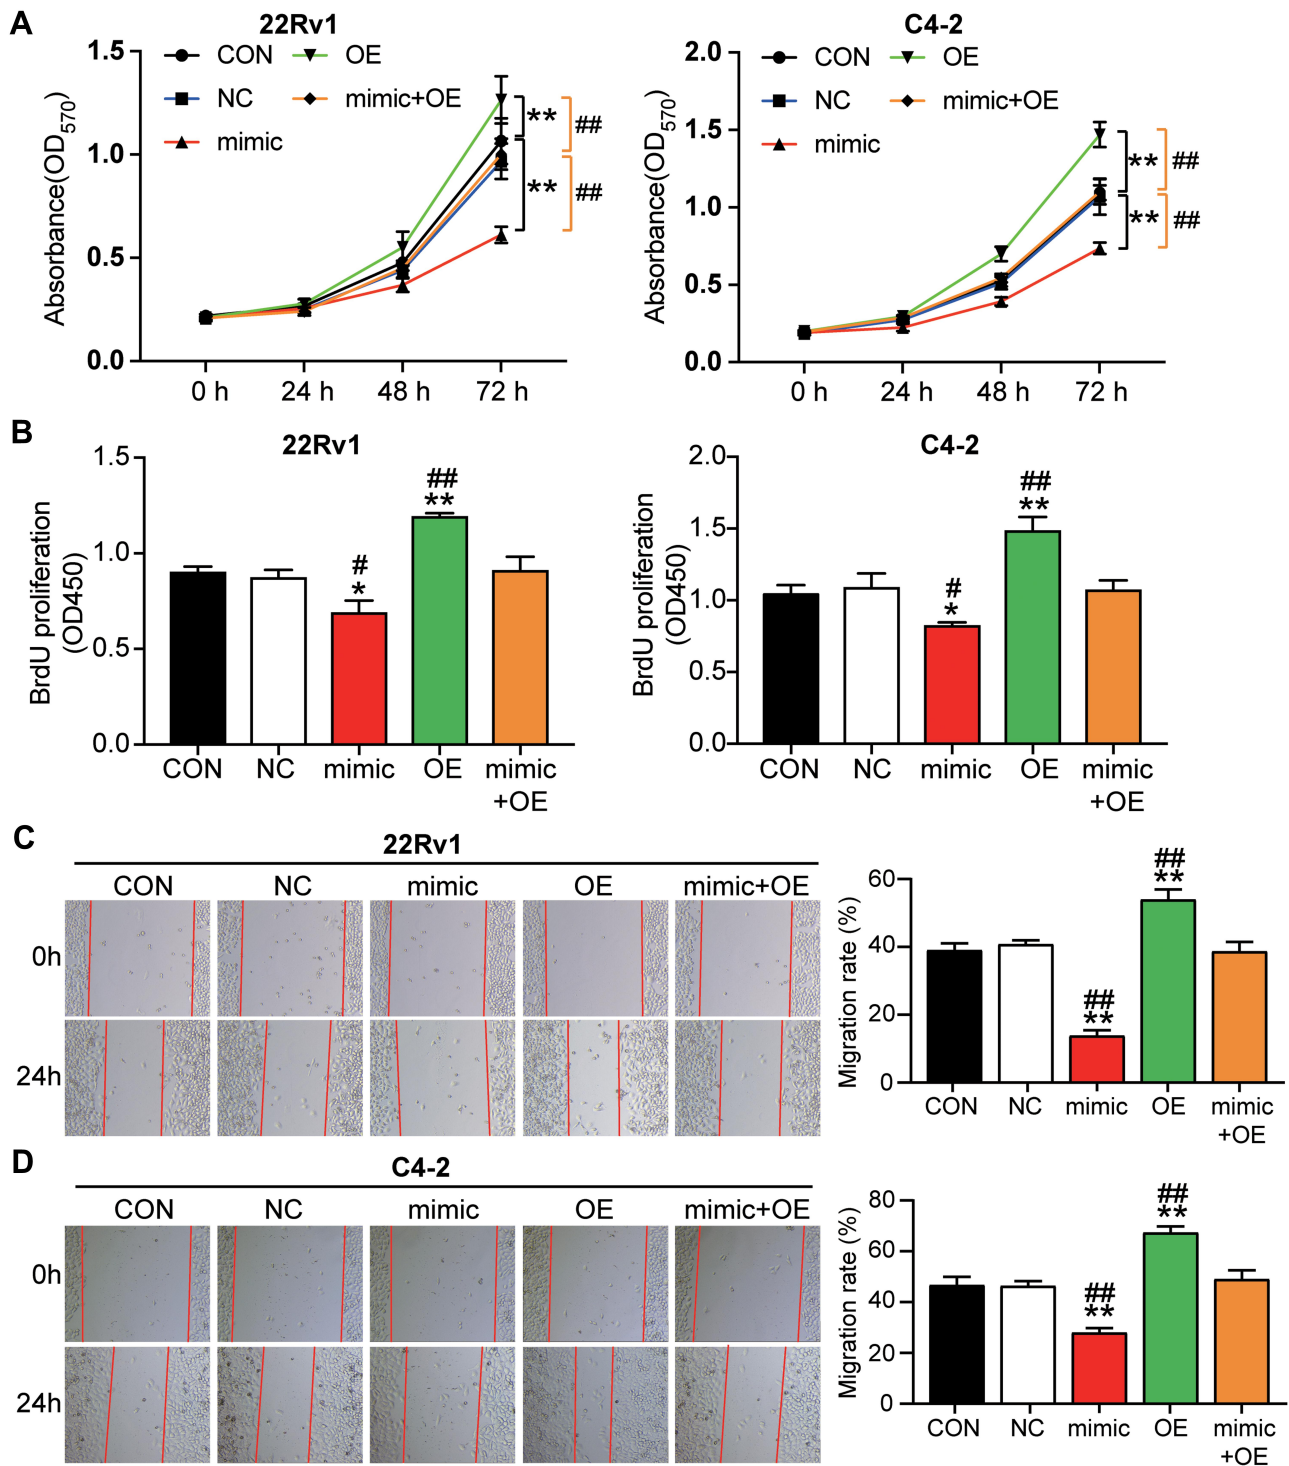 A
22Rv1
1.5
1.0
0.5
0.0
Absorbance(OD570)
CON
OE
NC
mimic+OE
mimic
**
##
**
##
0 h
24 h
48 h
72 h
C4-2
2.0
1.5
1.0
0.5
0.0
Absorbance(OD570)
CON
OE
NC
mimic+OE
mimic
**
##
**
##
0 h
24 h
48 h
72 h
B
22Rv1
1.5
1.0
0.5
0.0
BrdU proliferation
(OD450)
#
*
##
**
CON
NC
mimic
OE
mimic
+OE
C4-2
2.0
1.5
1.0
0.5
0.0
BrdU proliferation
(OD450)
#
*
##
**
CON
NC
mimic
OE
mimic
+OE
C
22Rv1
CON
NC
mimic
OE
mimic+OE
0h
24h
60
40
20
0
Migration rate (%)
##
**
##
**
CON
NC
mimic
OE
mimic
+OE
D
C4-2
CON
NC
mimic
OE
mimic+OE
0h
24h
80
60
40
20
0
Migration rate (%)
##
**
##
**
CON
NC
mimic
OE
mimic
+OE